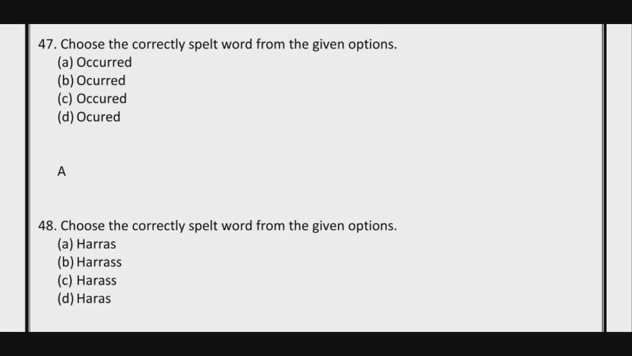 47. Choose the correctly spelt word from the given options.
(a) Occurred
(b) Ocurred
(c) Occured
(d) Ocured
A
48. Choose the correctly spelt word from the given options.
(a) Harras
(b) Harrass
(c) Harass
(d) Haras